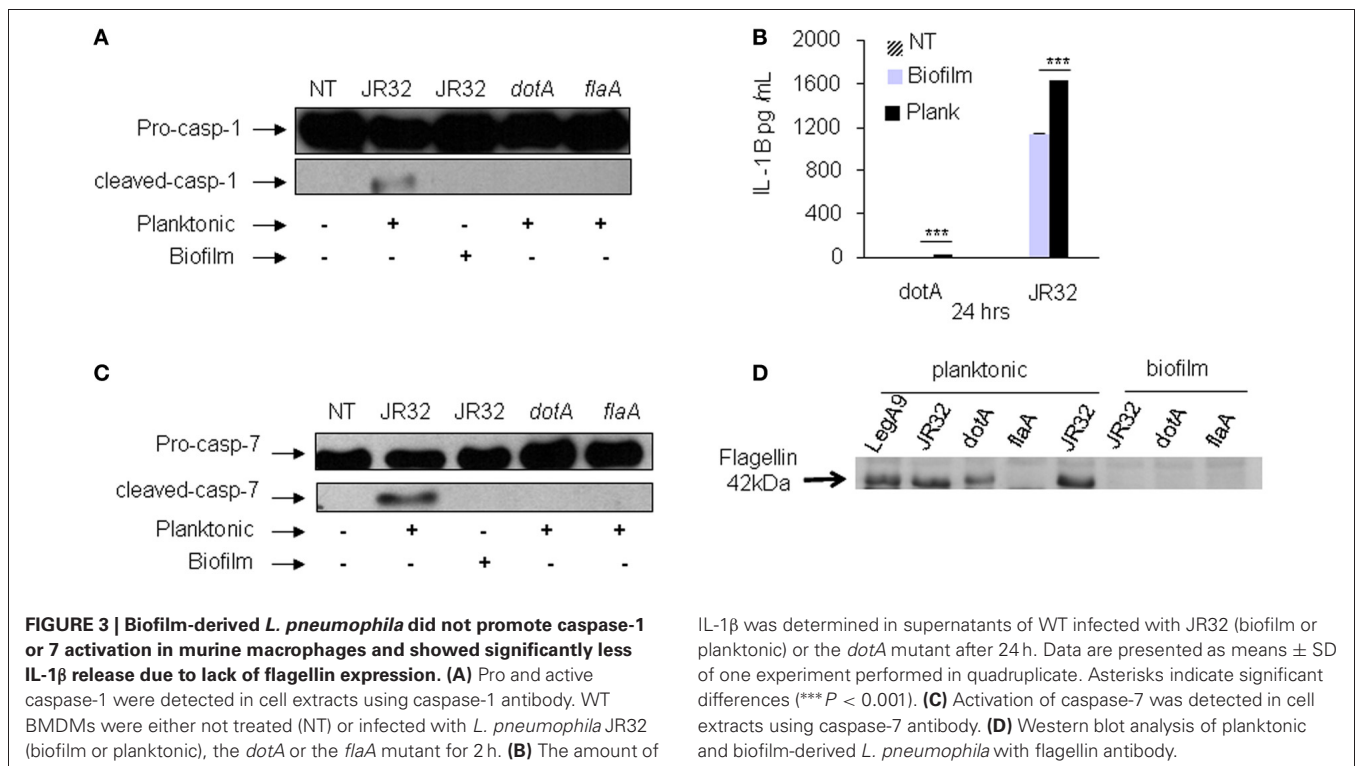 A
NT JR32 JR32 dotA flaA
Pro-casp-1
cleaved-casp-1
Planktonic - + - + +
Biofilm - - + - -
B
2000
1600
1200
800
400
0
IL-1B pg /mL
NT
Biofilm
Plank
***
***
dotA
JR32
24 hrs
C
NT JR32 JR32 dotA flaA
Pro-casp-7
cleaved-casp-7
Planktonic - + - + +
Biofilm - - + - -
D
planktonic biofilm
LegA9 JR32 dotA flaA JR32 JR32 dotA flaA
Flagellin
42kDa
FIGURE 3 | Biofilm-derived L. pneumophila did not promote caspase-1
or 7 activation in murine macrophages and showed significantly less
IL-1β release due to lack of flagellin expression. (A) Pro and active
caspase-1 were detected in cell extracts using caspase-1 antibody. WT
BMDMs were either not treated (NT) or infected with L. pneumophila JR32
(biofilm or planktonic), the dotA or the flaA mutant for 2 h. (B) The amount of
IL-1β was determined in supernatants of WT infected with JR32 (biofilm or
planktonic) or the dotA mutant after 24 h. Data are presented as means ± SD
of one experiment performed in quadruplicate. Asterisks indicate significant
differences (***P < 0.001). (C) Activation of caspase-7 was detected in cell
extracts using caspase-7 antibody. (D) Western blot analysis of planktonic
and biofilm-derived L. pneumophila with flagellin antibody.